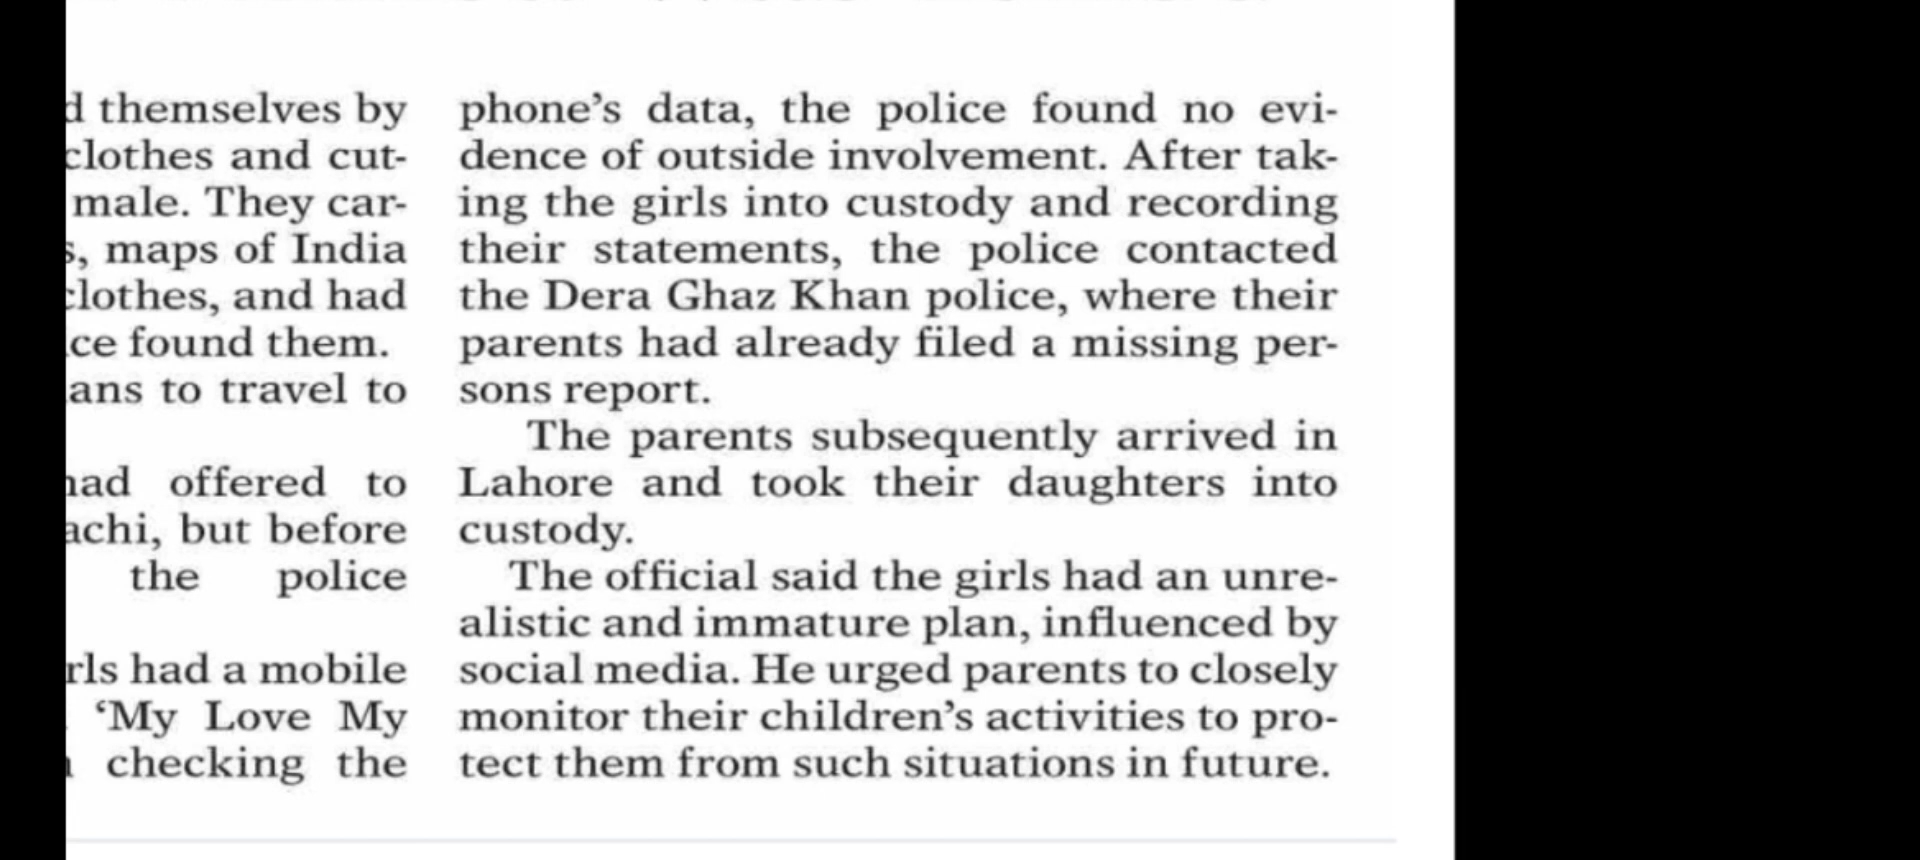 themselves by
clothes and cut-
male. They car-
maps of India
clothes, and had
found them.
to travel to
offered to
but before
the police
had a mobile
‘My Love My
checking the
phone’s data, the police found no evi-
dence of outside involvement. After tak-
ing the girls into custody and recording
their statements, the police contacted
the Dera Ghaz Khan police, where their
parents had already filed a missing per-
sons report.
The parents subsequently arrived in
Lahore and took their daughters into
custody.
The official said the girls had an unre-
alistic and immature plan, influenced by
social media. He urged parents to closely
monitor their children’s activities to pro-
tect them from such situations in future.